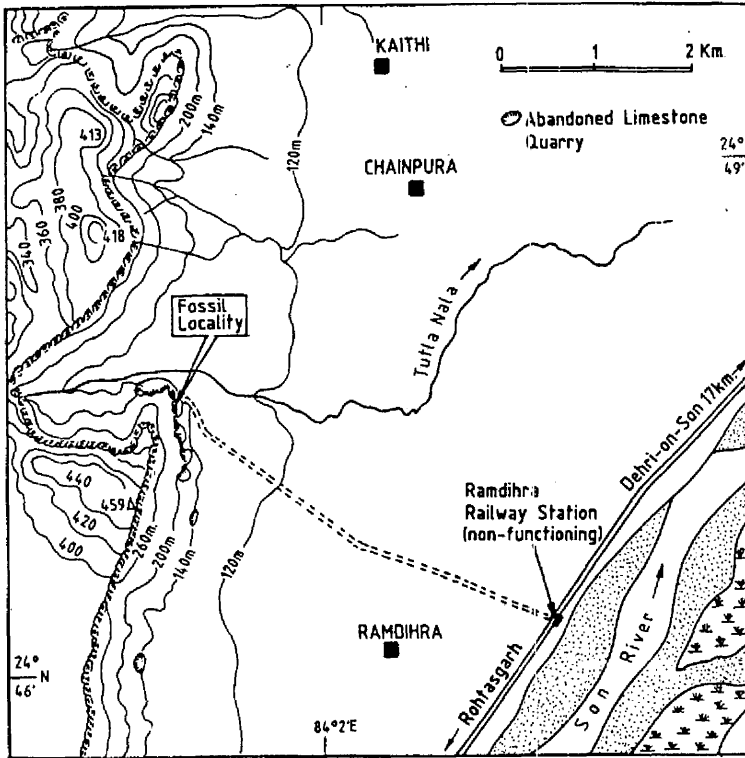 KAITHI
0 1 2 Km
Abandoned Limestone
Quarry
24°
49'
CHAINPURA
200m
140m
120m
413
418
400
380
360
340
Fossil
Locality
Tutla Nala
Dehri-on-Son 17km.
Ramdihra
Railway Station
(non-functioning)
440
459
420
400
260m.
200m
140m
120m
RAMDIHRA
Rohtasgarh
Son River
24° N
46'
84°2'E